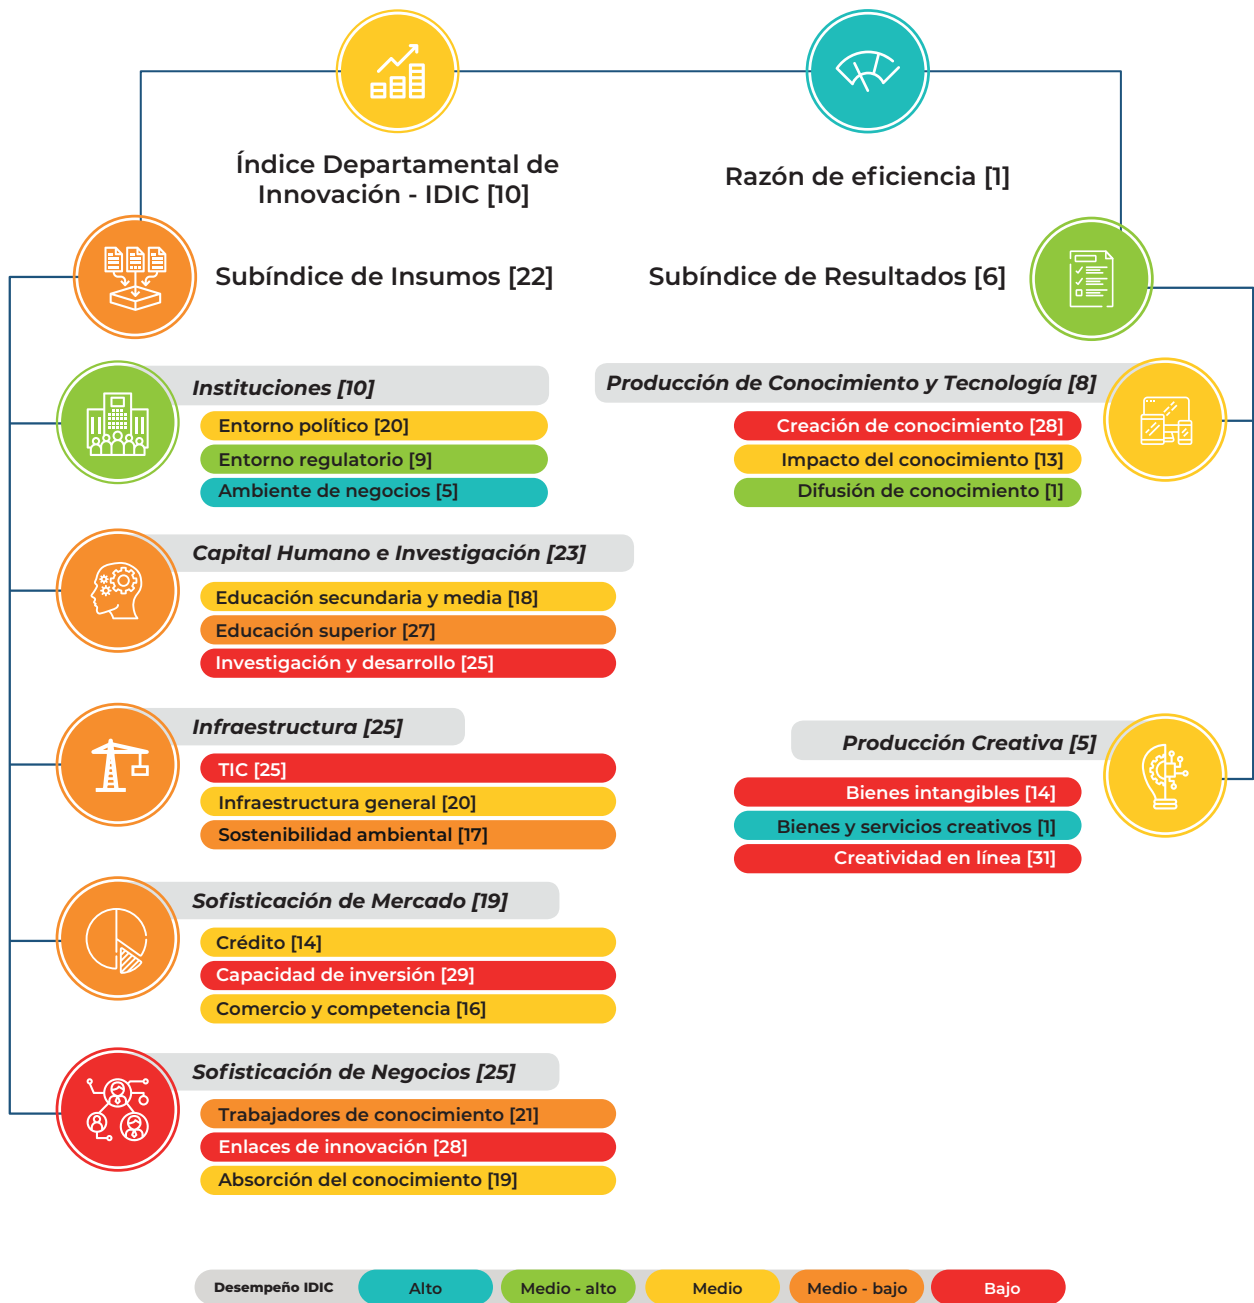 Índice Departamental de
Innovación - IDIC [10]
Razón de eficiencia [1]
Subíndice de Insumos [22]
Subíndice de Resultados [6]
Instituciones [10]
Entorno político [20]
Entorno regulatorio [9]
Ambiente de negocios [5]
Capital Humano e Investigación [23]
Educación secundaria y media [18]
Educación superior [27]
Investigación y desarrollo [25]
Infraestructura [25]
TIC [25]
Infraestructura general [20]
Sostenibilidad ambiental [17]
Sofisticación de Mercado [19]
Crédito [14]
Capacidad de inversión [29]
Comercio y competencia [16]
Sofisticación de Negocios [25]
Trabajadores de conocimiento [21]
Enlaces de innovación [28]
Absorción del conocimiento [19]
Producción de Conocimiento y Tecnología [8]
Creación de conocimiento [28]
Impacto del conocimiento [13]
Difusión de conocimiento [1]
Producción Creativa [5]
Bienes intangibles [14]
Bienes y servicios creativos [1]
Creatividad en línea [31]
Desempeño IDIC
Alto
Medio - alto
Medio
Medio - bajo
Bajo